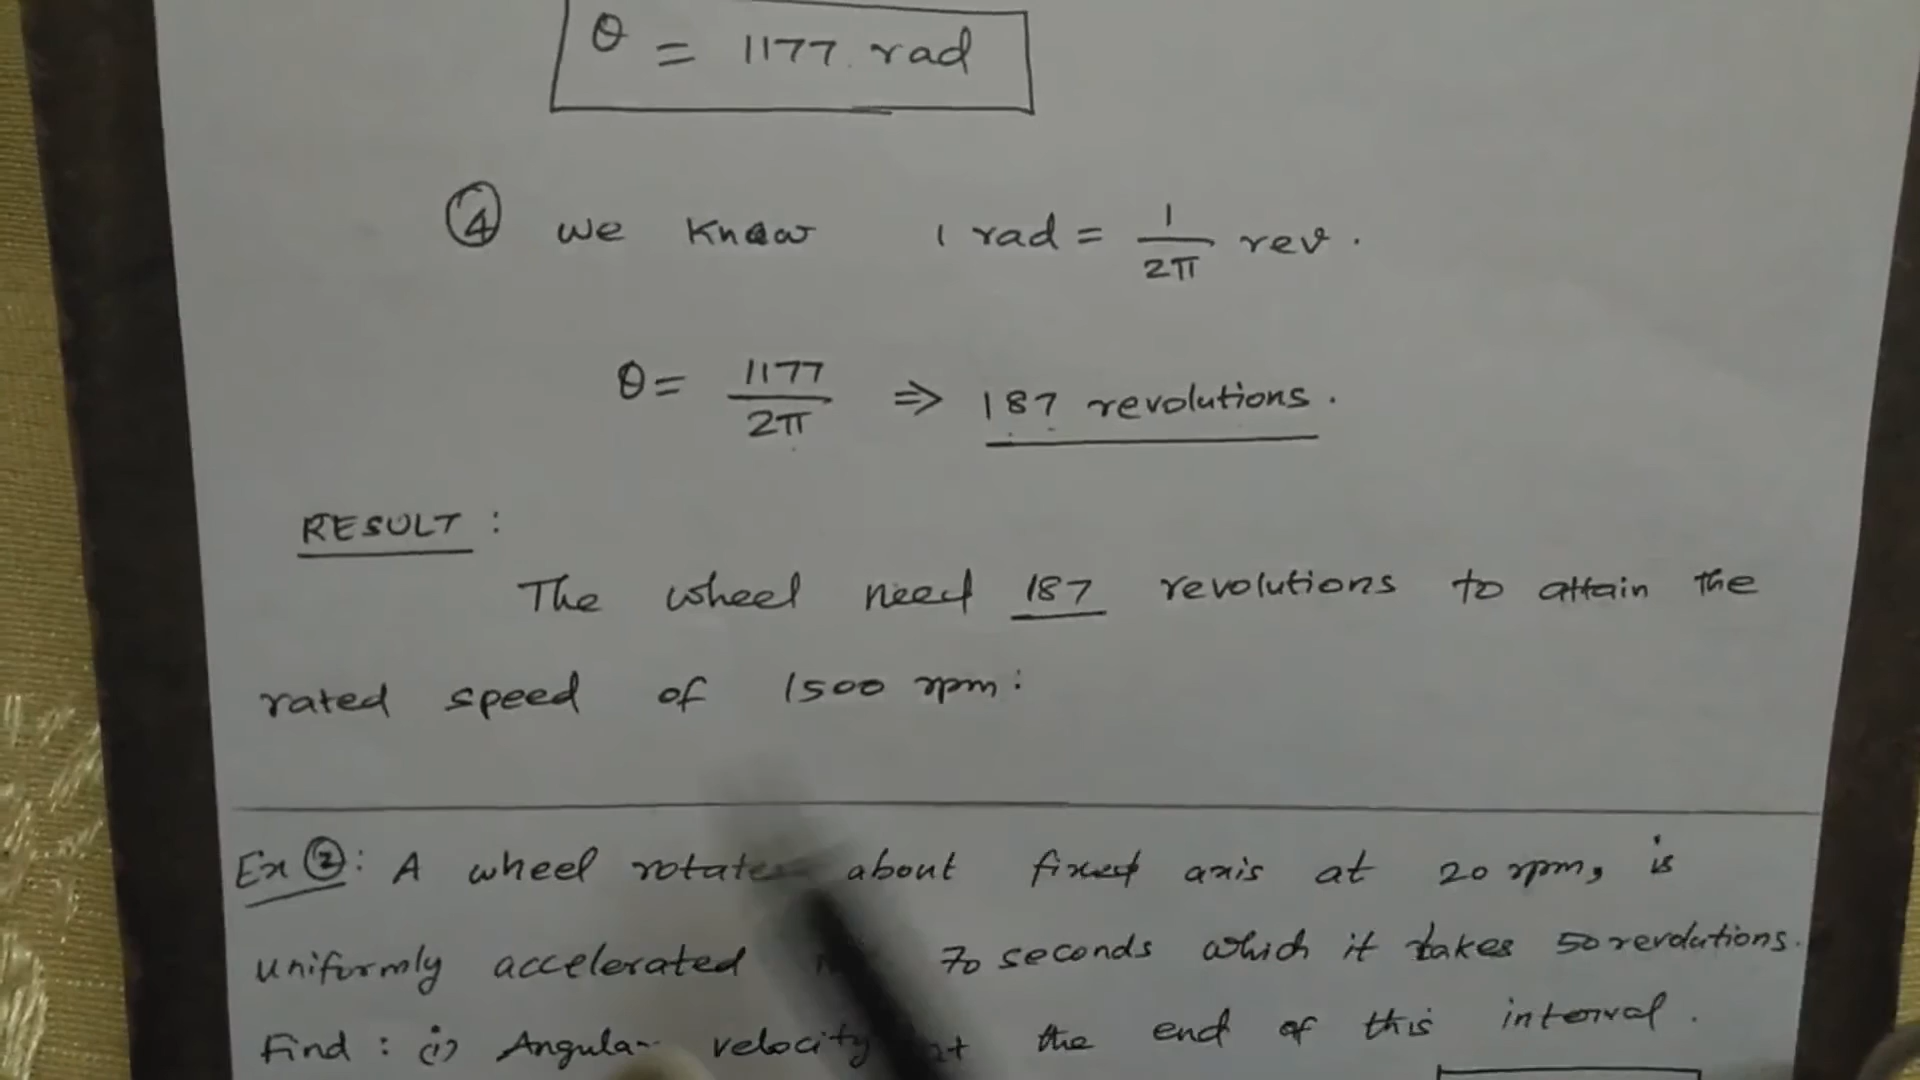 θ = 1177 rad
④ We know 1 rad = 1/2π rev.
θ = 1177/2π ⇒ 187 revolutions.
RESULT :
The wheel need 187 revolutions to attain the
rated speed of 1500 rpm:
Ex ②: A wheel rotates about fixed axis at 20 rpm, is
uniformly accelerated 70 seconds which it takes 50 revolutions.
Find : (i) Angular velocity at the end of this interval.